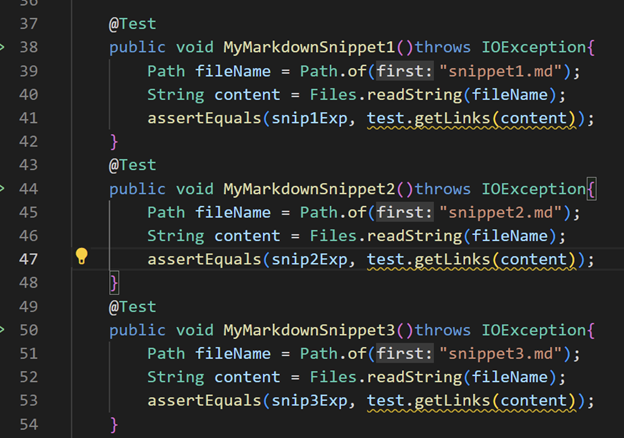 36
37 @Test
38 public void MyMarkdownSnippet1()throws IOException{
39 Path fileName = Path.of(first: "snippet1.md");
40 String content = Files.readString(fileName);
41 assertEquals(snip1Exp, test.getLinks(content));
42 }
43 @Test
44 public void MyMarkdownSnippet2()throws IOException{
45 Path fileName = Path.of(first: "snippet2.md");
46 String content = Files.readString(fileName);
47 assertEquals(snip2Exp, test.getLinks(content));
48 }
49 @Test
50 public void MyMarkdownSnippet3()throws IOException{
51 Path fileName = Path.of(first: "snippet3.md");
52 String content = Files.readString(fileName);
53 assertEquals(snip3Exp, test.getLinks(content));
54 }